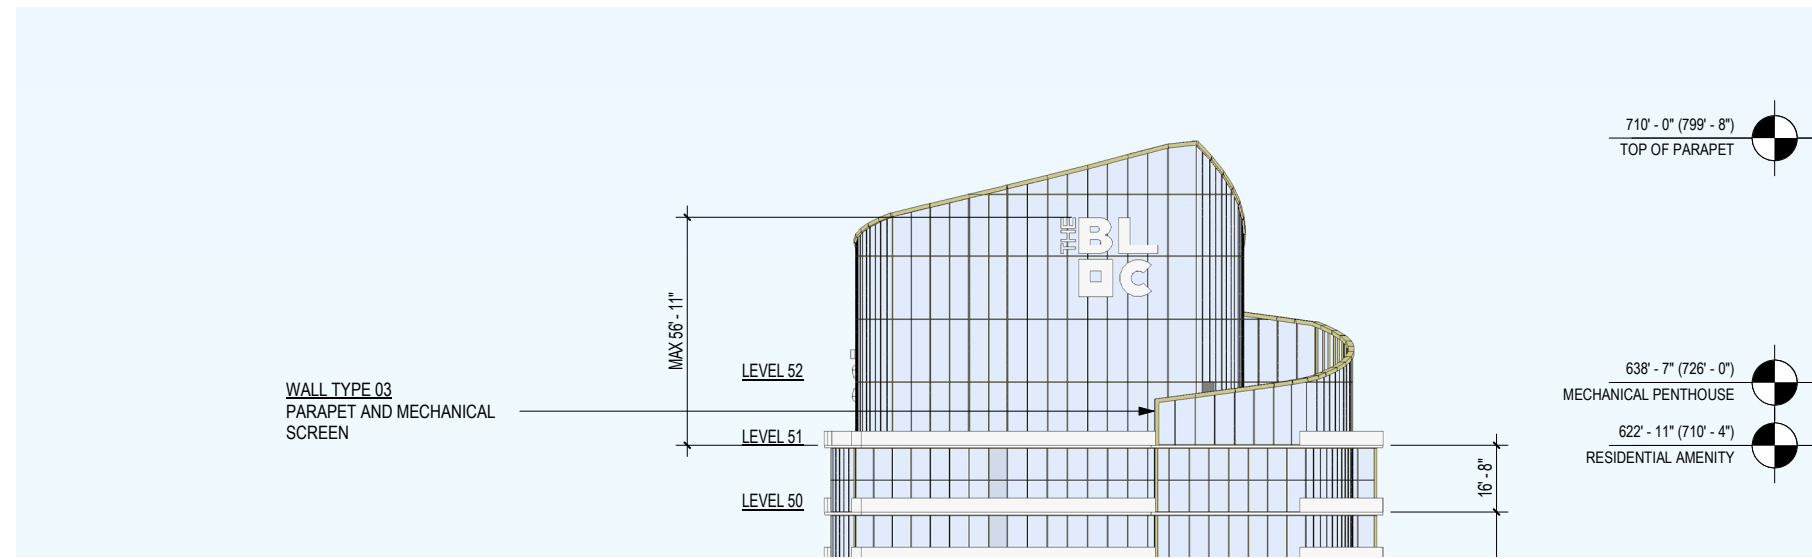 710' - 0" (799' - 8")
TOP OF PARAPET
THE
BL
OC
MAX 56' - 11"
LEVEL 52
638' - 7" (726' - 0")
MECHANICAL PENTHOUSE
WALL TYPE 03
PARAPET AND MECHANICAL
SCREEN
LEVEL 51
622' - 11" (710' - 4")
RESIDENTIAL AMENITY
16' - 8"
LEVEL 50